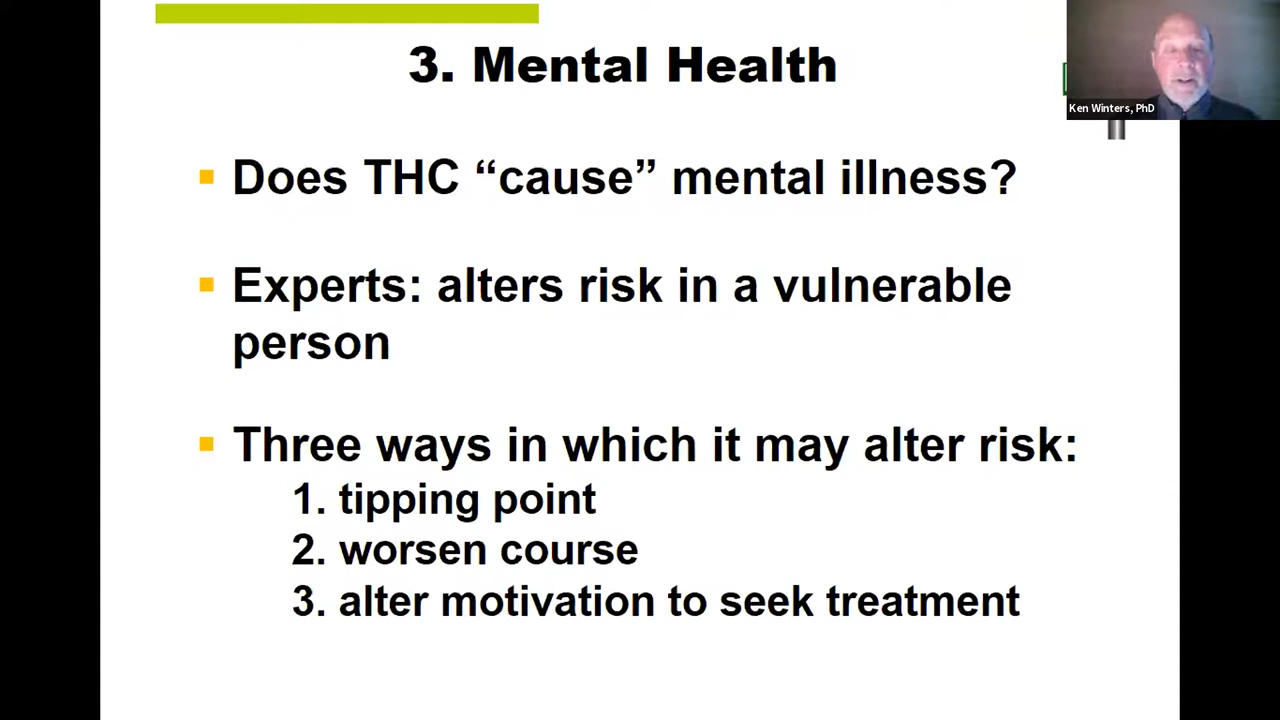 3. Mental Health
Ken Winters, PhD
▪ Does THC “cause” mental illness?
▪ Experts: alters risk in a vulnerable
person
▪ Three ways in which it may alter risk:
1. tipping point
2. worsen course
3. alter motivation to seek treatment